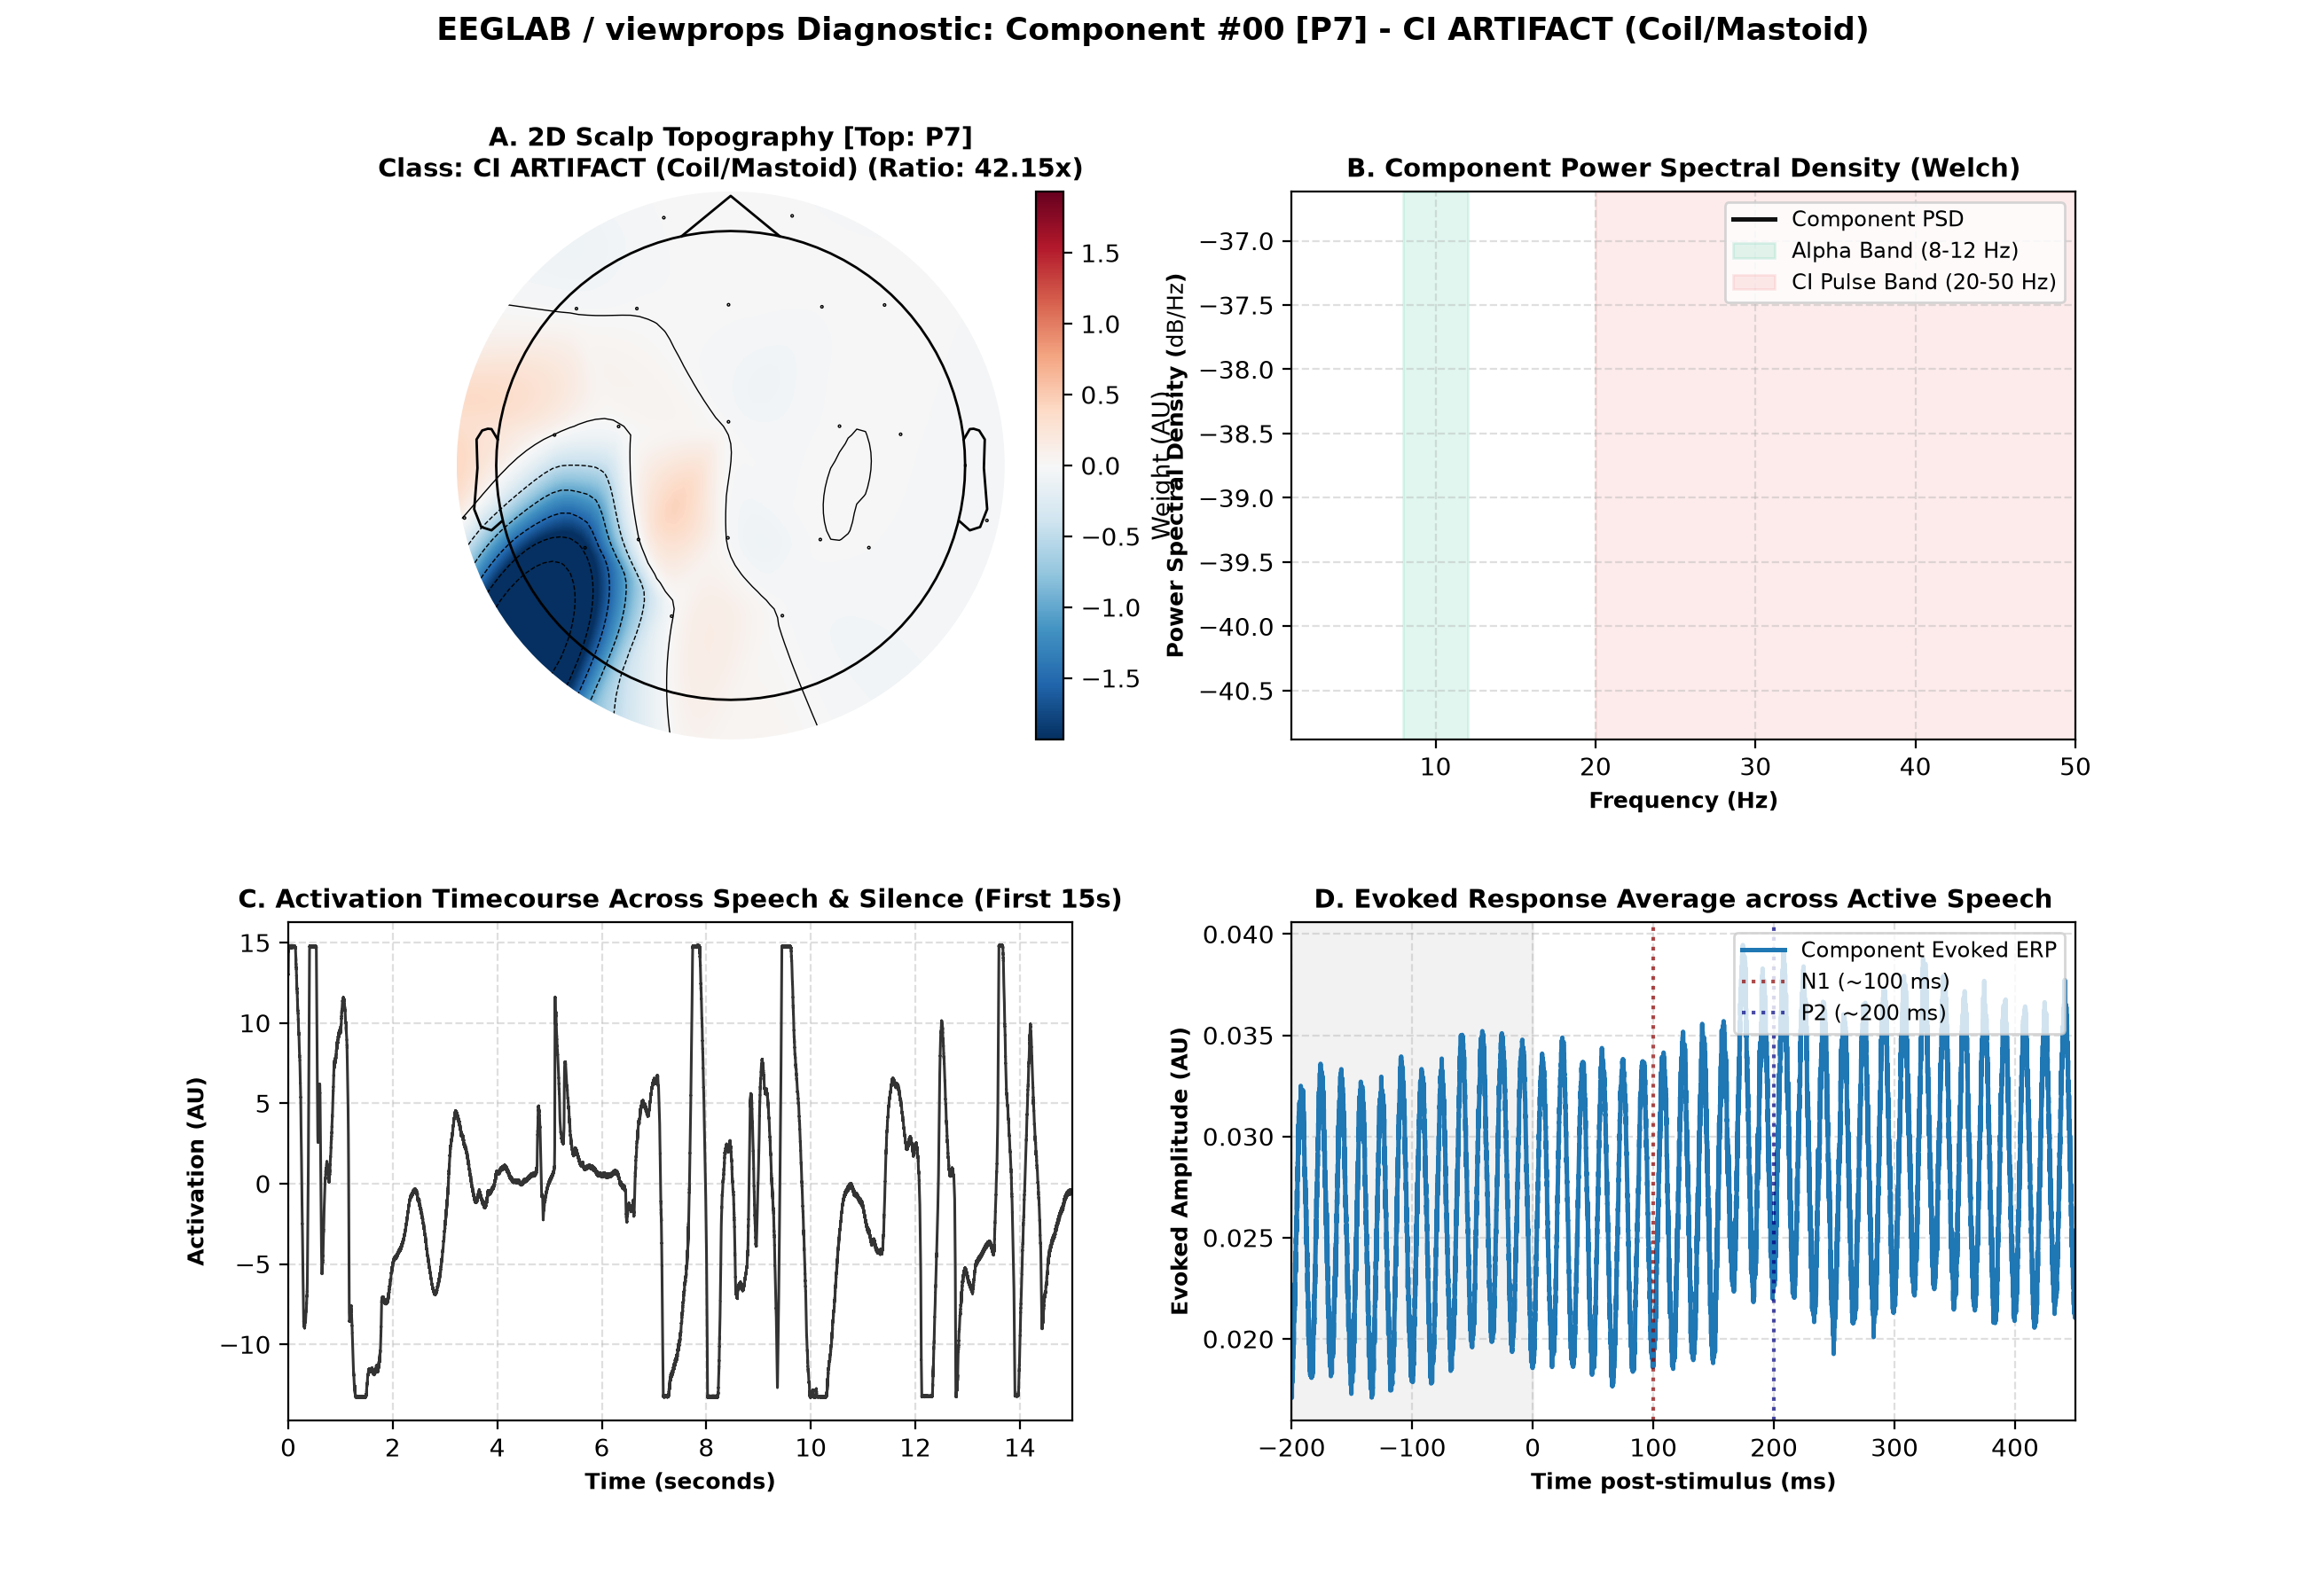 EEGLAB / viewprops Diagnostic: Component #00 [P7] - CI ARTIFACT (Coil/Mastoid)
A. 2D Scalp Topography [Top: P7]
Class: CI ARTIFACT (Coil/Mastoid) (Ratio: 42.15x)
1.5
1.0
0.5
0.0
−0.5
−1.0
−1.5
Weight (AU)
B. Component Power Spectral Density (Welch)
Power Spectral Density (dB/Hz)
−37.0
−37.5
−38.0
−38.5
−39.0
−39.5
−40.0
−40.5
Component PSD
Alpha Band (8-12 Hz)
CI Pulse Band (20-50 Hz)
10 20 30 40 50
Frequency (Hz)
C. Activation Timecourse Across Speech & Silence (First 15s)
Activation (AU)
15
10
5
0
−5
−10
0 2 4 6 8 10 12 14
Time (seconds)
D. Evoked Response Average across Active Speech
Evoked Amplitude (AU)
0.040
0.035
0.030
0.025
0.020
Component Evoked ERP
N1 (~100 ms)
P2 (~200 ms)
−200 −100 0 100 200 300 400
Time post-stimulus (ms)